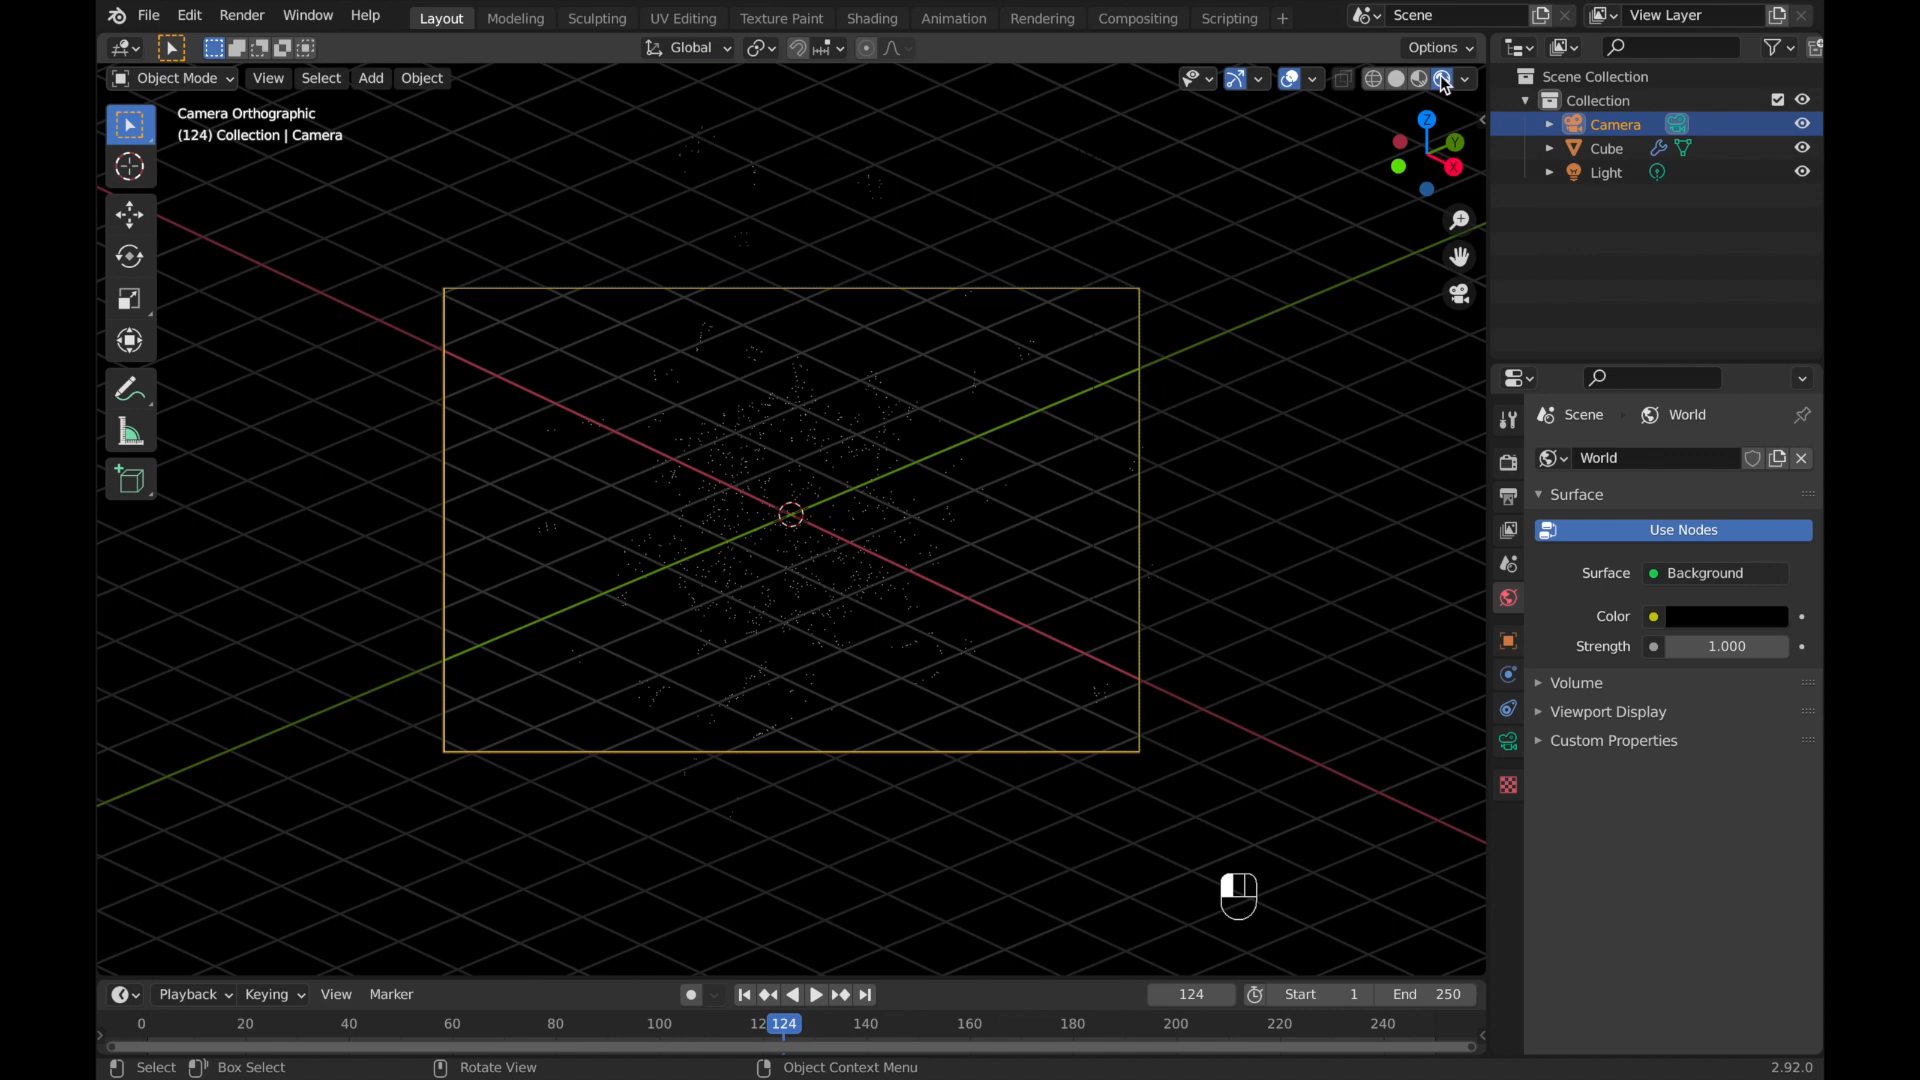 File Edit Render Window Help Layout Modeling Sculpting UV Editing Texture Paint Shading Animation Rendering Compositing Scripting + Scene View Layer
Global Options
Object Mode View Select Add Object
Scene Collection
Collection
Camera
Cube
Light
Camera Orthographic
(124) Collection | Camera
Z
Y
X
Scene World
World
Surface
Use Nodes
Surface Background
Color
Strength 1.000
Volume
Viewport Display
Custom Properties
Playback Keying View Marker 124 Start 1 End 250
0 20 40 60 80 100 12 124 140 160 180 200 220 240
Select Box Select Rotate View Object Context Menu 2.92.0